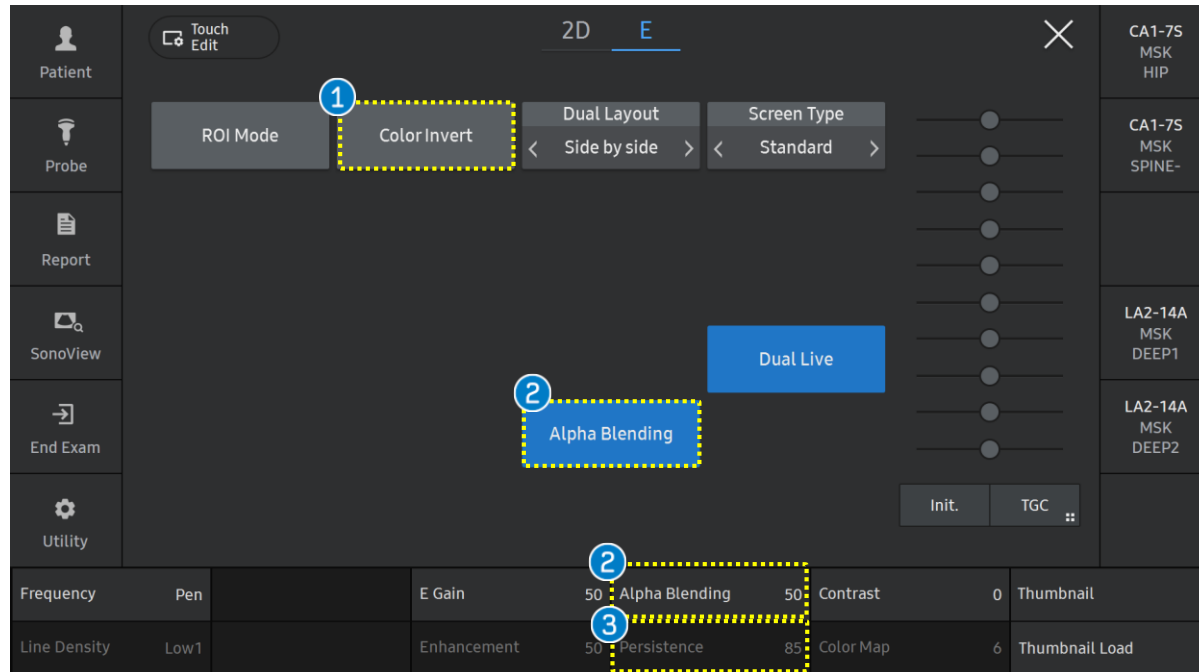 Patient
Probe
Report
SonoView
End Exam
Utility
Touch
Edit
2D
E
1
ROI Mode
Color Invert
Dual Layout
< Side by side >
Screen Type
< Standard >
Dual Live
2
Alpha Blending
Init.
TGC
CA1-7S
MSK
HIP
CA1-7S
MSK
SPINE-
LA2-14A
MSK
DEEP1
LA2-14A
MSK
DEEP2
2
Frequency Pen
E Gain 50
Alpha Blending 50
Contrast 0
Thumbnail
3
Line Density Low1
Enhancement 50
Persistence 85
Color Map 6
Thumbnail Load